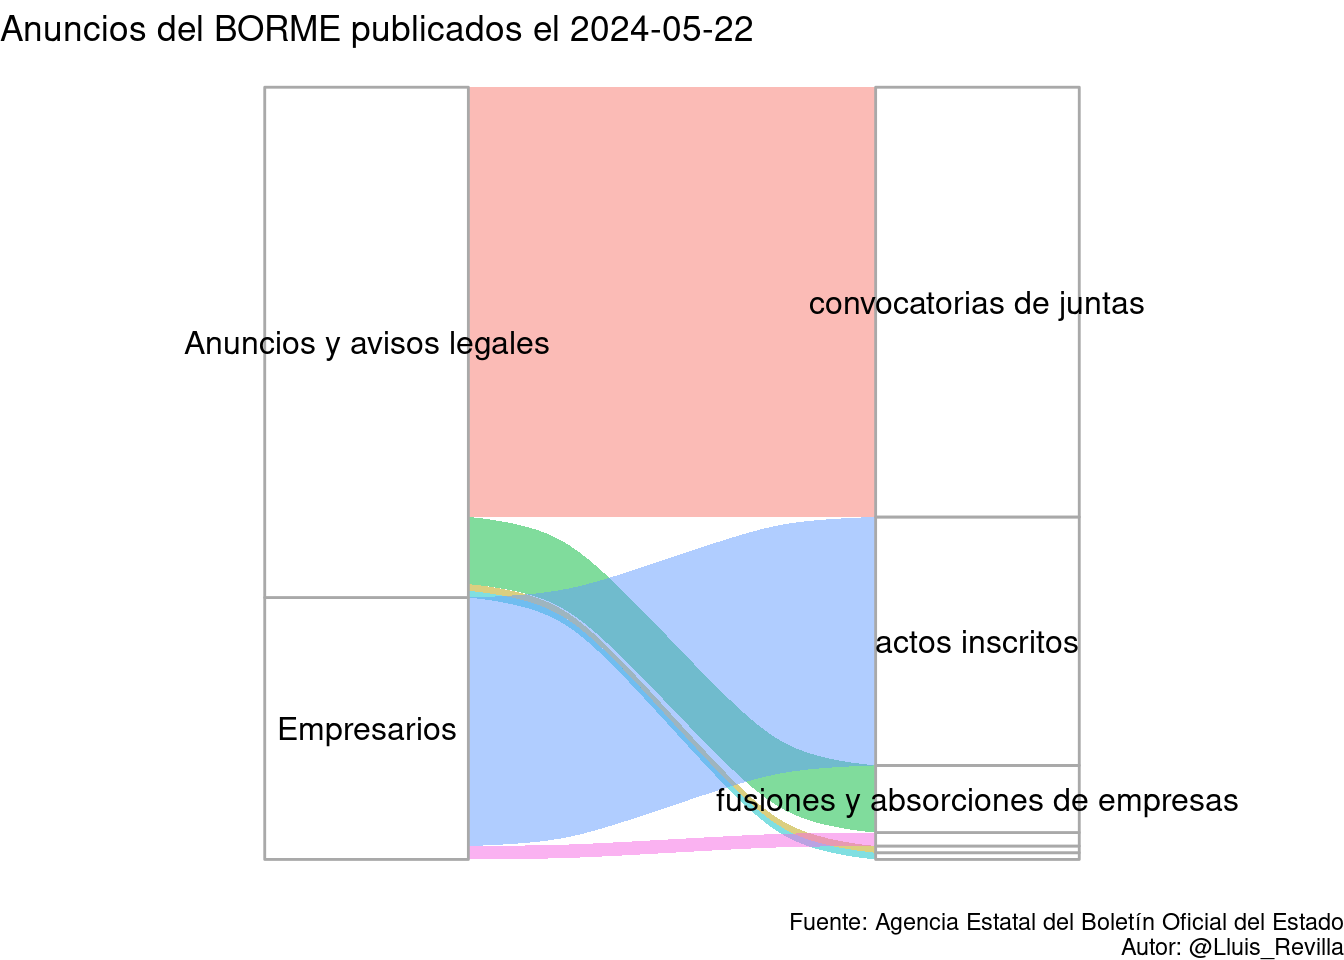 Anuncios del BORME publicados el 2024-05-22
convocatorias de juntas
Anuncios y avisos legales
actos inscritos
Empresarios
fusiones y absorciones de empresas
Fuente: Agencia Estatal del Boletín Oficial del Estado
Autor: @Lluis_Revilla